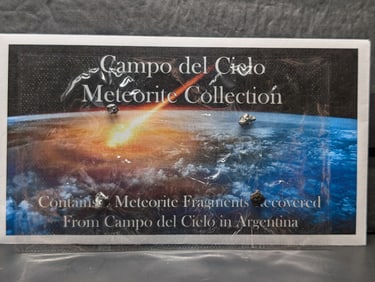 Campo del Cielo
Meteorite Collection
Contains Meteorite Fragments Recovered
From Campo del Cielo in Argentina